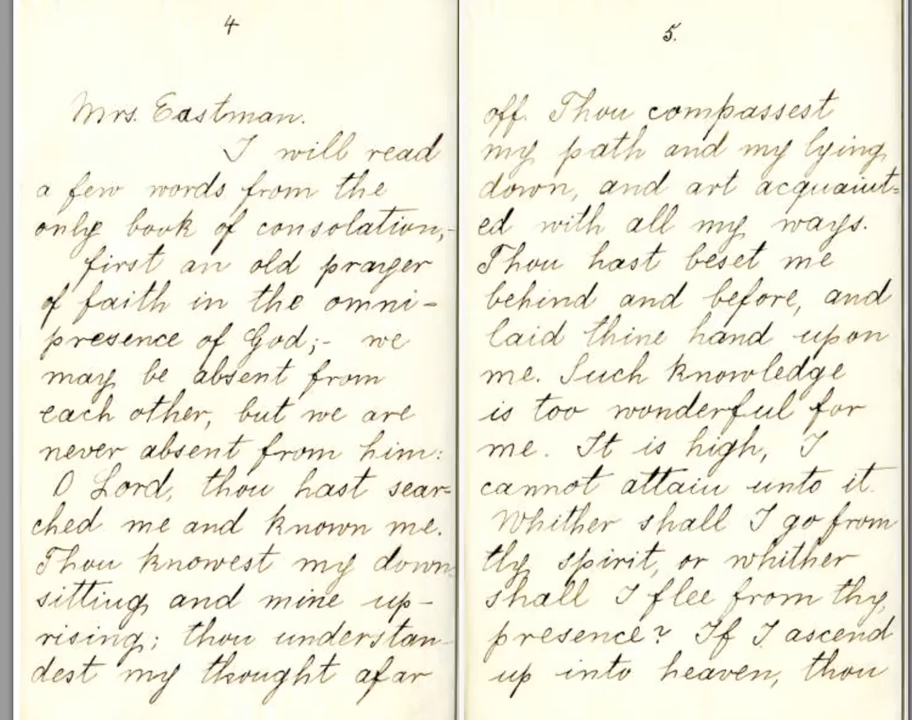 4
Mrs. Eastman.
I will read
a few words from the
only book of consolation,-
first an old prayer
of faith in the omni-
presence of God;- we
may be absent from
each other, but we are
never absent from him:
O Lord, thou hast sear=
ched me and known me.
Thou knowest my down-
sitting and mine up-
rising; thou understan-
dest my thought afar
5.
off. Thou compassest
my path and my lying
down, and art acquaint=
ed with all my ways.
Thou hast beset me
behind and before, and
laid thine hand upon
me. Such knowledge
is too wonderful for
me. It is high, I
cannot attain unto it.
Whither shall I go from
thy spirit, or whither
shall I flee from thy
presence? If I ascend
up into heaven, thou